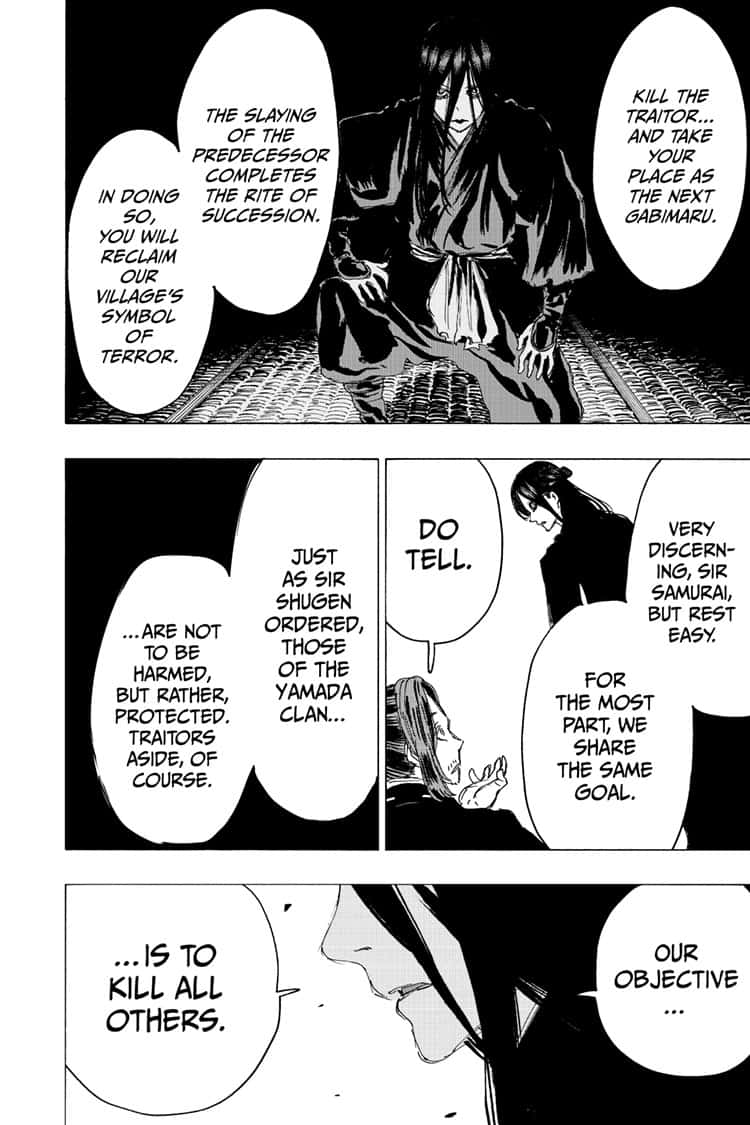 KILL THE
TRAITOR...
AND TAKE
YOUR
PLACE AS
THE NEXT
GABIMARU.
THE SLAYING
OF THE
PREDECESSOR
COMPLETES
THE RITE OF
SUCCESSION.
IN DOING
SO,
YOU WILL
RECLAIM
OUR
VILLAGE'S
SYMBOL
OF
TERROR.
VERY
DISCERN-
ING, SIR
SAMURAI,
BUT REST
EASY.
FOR
THE MOST
PART, WE
SHARE
THE SAME
GOAL.
DO
TELL.
JUST
AS SIR
SHUGEN
ORDERED,
THOSE
OF THE
YAMADA
CLAN...
...ARE NOT
TO BE
HARMED,
BUT RATHER,
PROTECTED.
TRAITORS
ASIDE, OF
COURSE.
OUR
OBJECTIVE
...
...IS TO
KILL ALL
OTHERS.